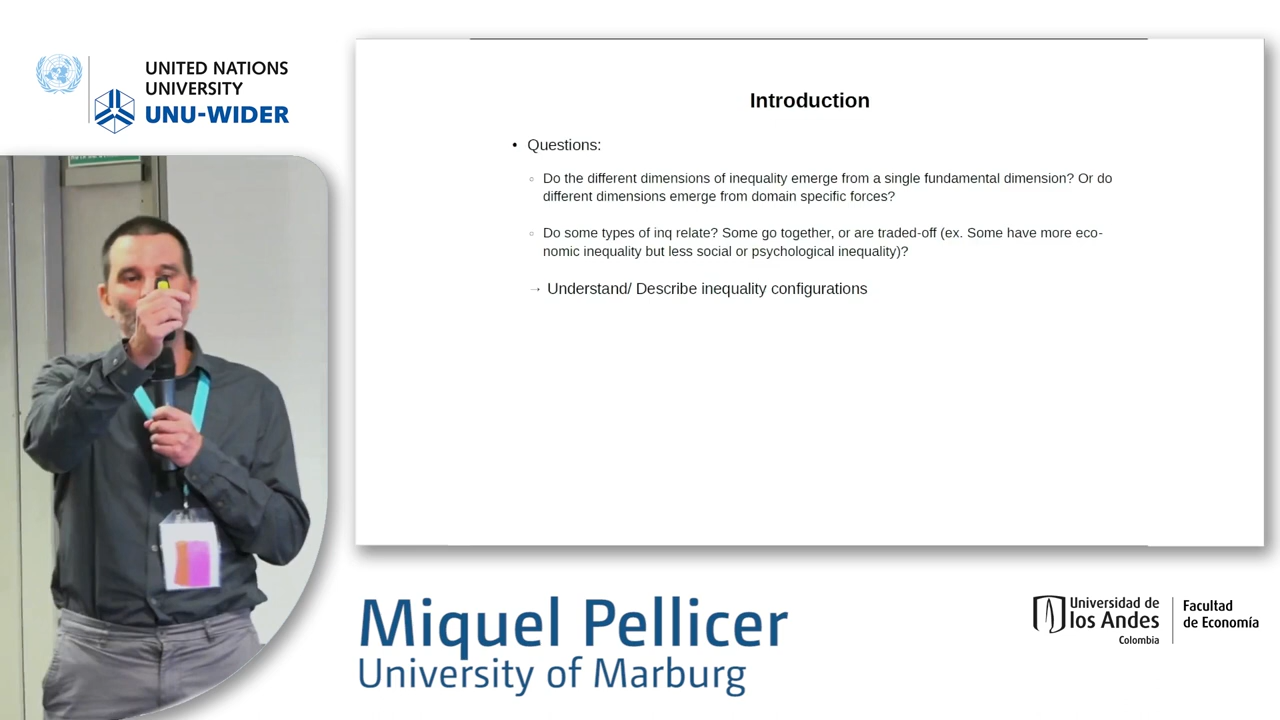 UNITED NATIONS
UNIVERSITY
UNU-WIDER
Introduction
• Questions:
◦ Do the different dimensions of inequality emerge from a single fundamental dimension? Or do
different dimensions emerge from domain specific forces?
◦ Do some types of inq relate? Some go together, or are traded-off (ex. Some have more eco-
nomic inequality but less social or psychological inequality)?
→ Understand/ Describe inequality configurations
Miquel Pellicer
University of Marburg
Universidad de
los Andes
Colombia
Facultad
de Economía